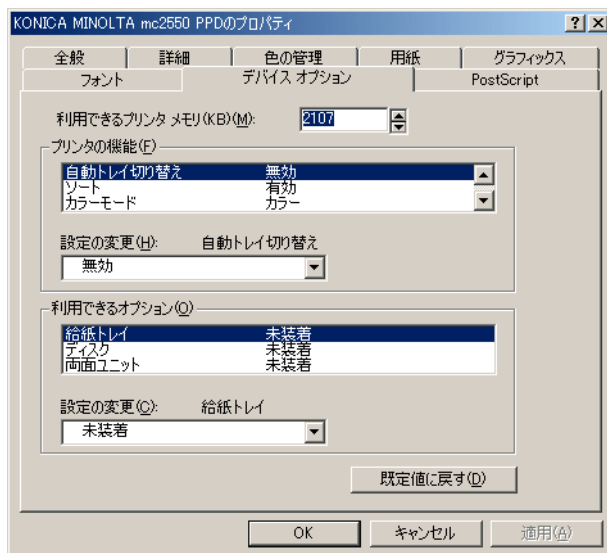 KONICA MINOLTA mc2550 PPDのプロパティ
全般 詳細 色の管理 用紙 グラフィックス
フォント デバイス オプション PostScript
利用できるプリンタ メモリ(KB)(M): 2107
プリンタの機能(F)
自動トレイ切り替え 無効
ソート 有効
カラーモード カラー
設定の変更(H): 自動トレイ切り替え
無効
利用できるオプション(O)
給紙トレイ 未装着
ディスク 未装着
両面ユニット 未装着
設定の変更(C): 給紙トレイ
未装着
既定値に戻す(D)
OK キャンセル 適用(A)